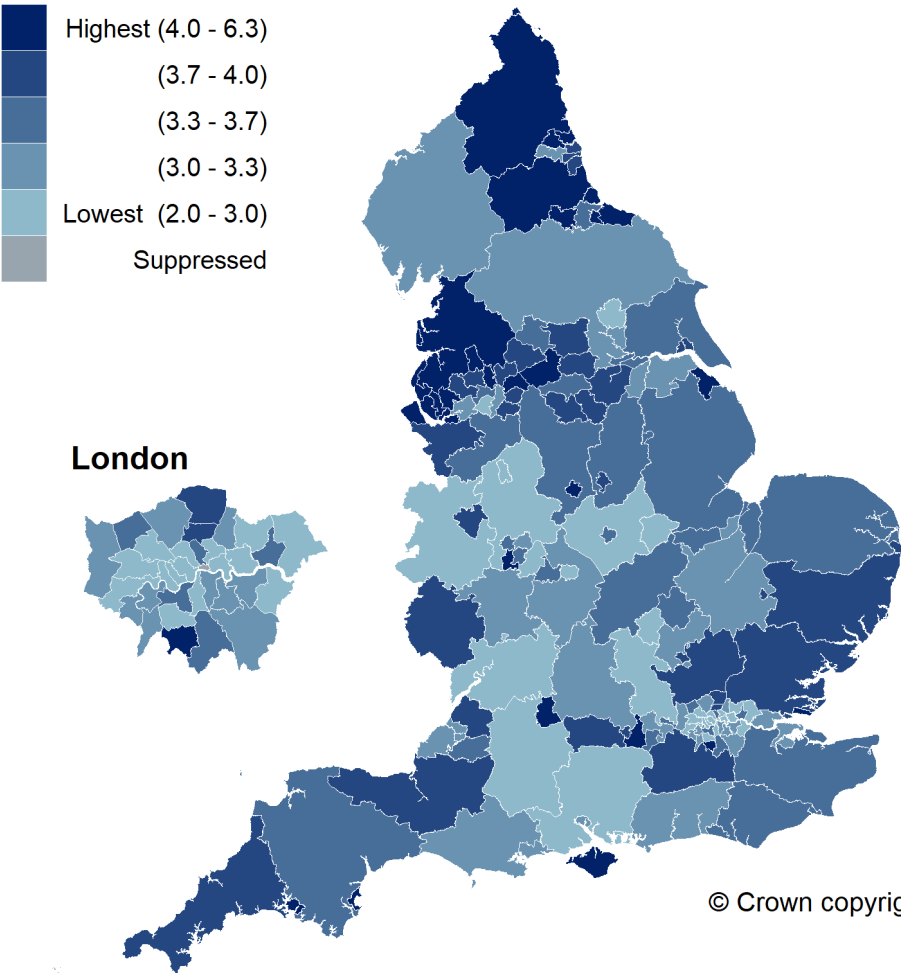 Highest (4.0 - 6.3)
(3.7 - 4.0)
(3.3 - 3.7)
(3.0 - 3.3)
Lowest (2.0 - 3.0)
Suppressed
London
© Crown